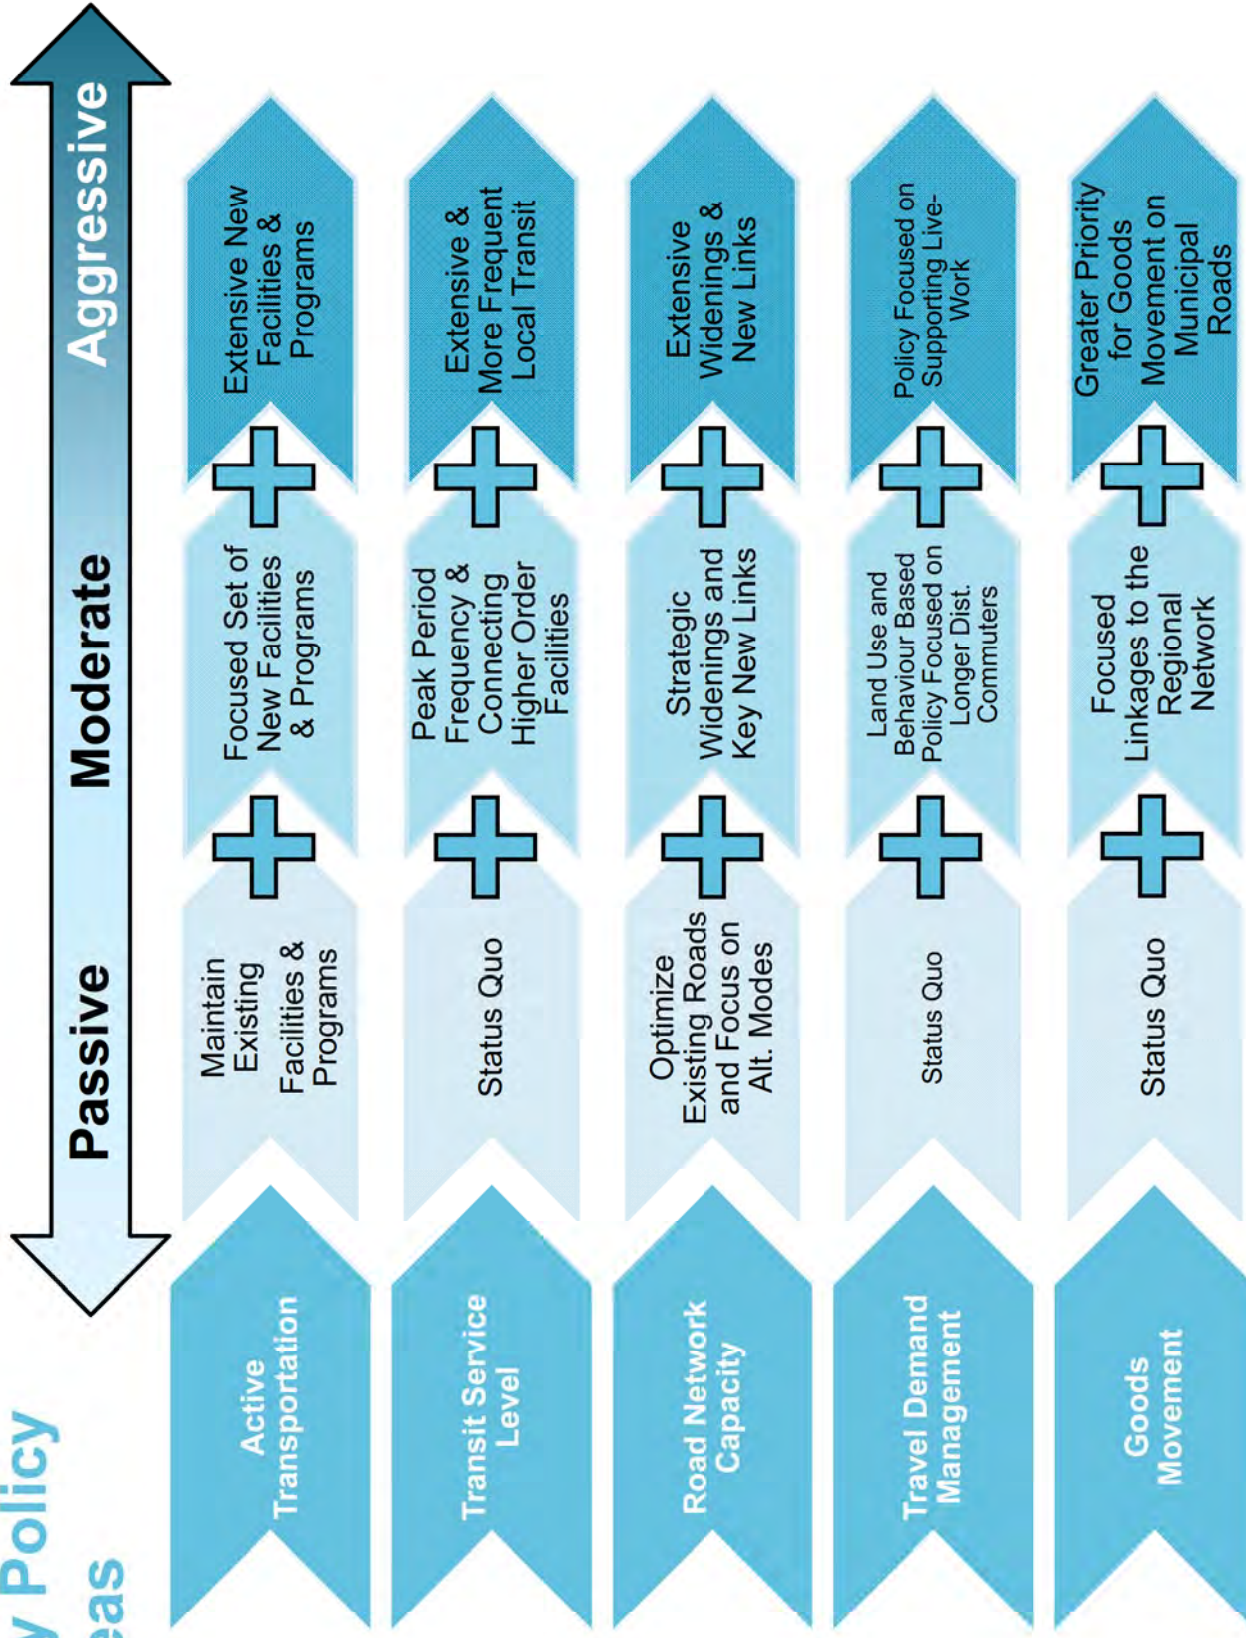 y Policy
eas
Passive
Moderate
Aggressive
Active
Transportation
Maintain
Existing
Facilities &
Programs
Focused Set of
New Facilities
& Programs
Extensive New
Facilities &
Programs
Transit Service
Level
Status Quo
Peak Period
Frequency &
Connecting
Higher Order
Facilities
Extensive &
More Frequent
Local Transit
Road Network
Capacity
Optimize
Existing Roads
and Focus on
Alt. Modes
Strategic
Widenings and
Key New Links
Extensive
Widenings &
New Links
Travel Demand
Management
Status Quo
Land Use and
Behaviour Based
Policy Focused on
Longer Dist.
Commuters
Policy Focused on
Supporting Live-
Work
Goods
Movement
Status Quo
Focused
Linkages to the
Regional
Network
Greater Priority
for Goods
Movement on
Municipal
Roads